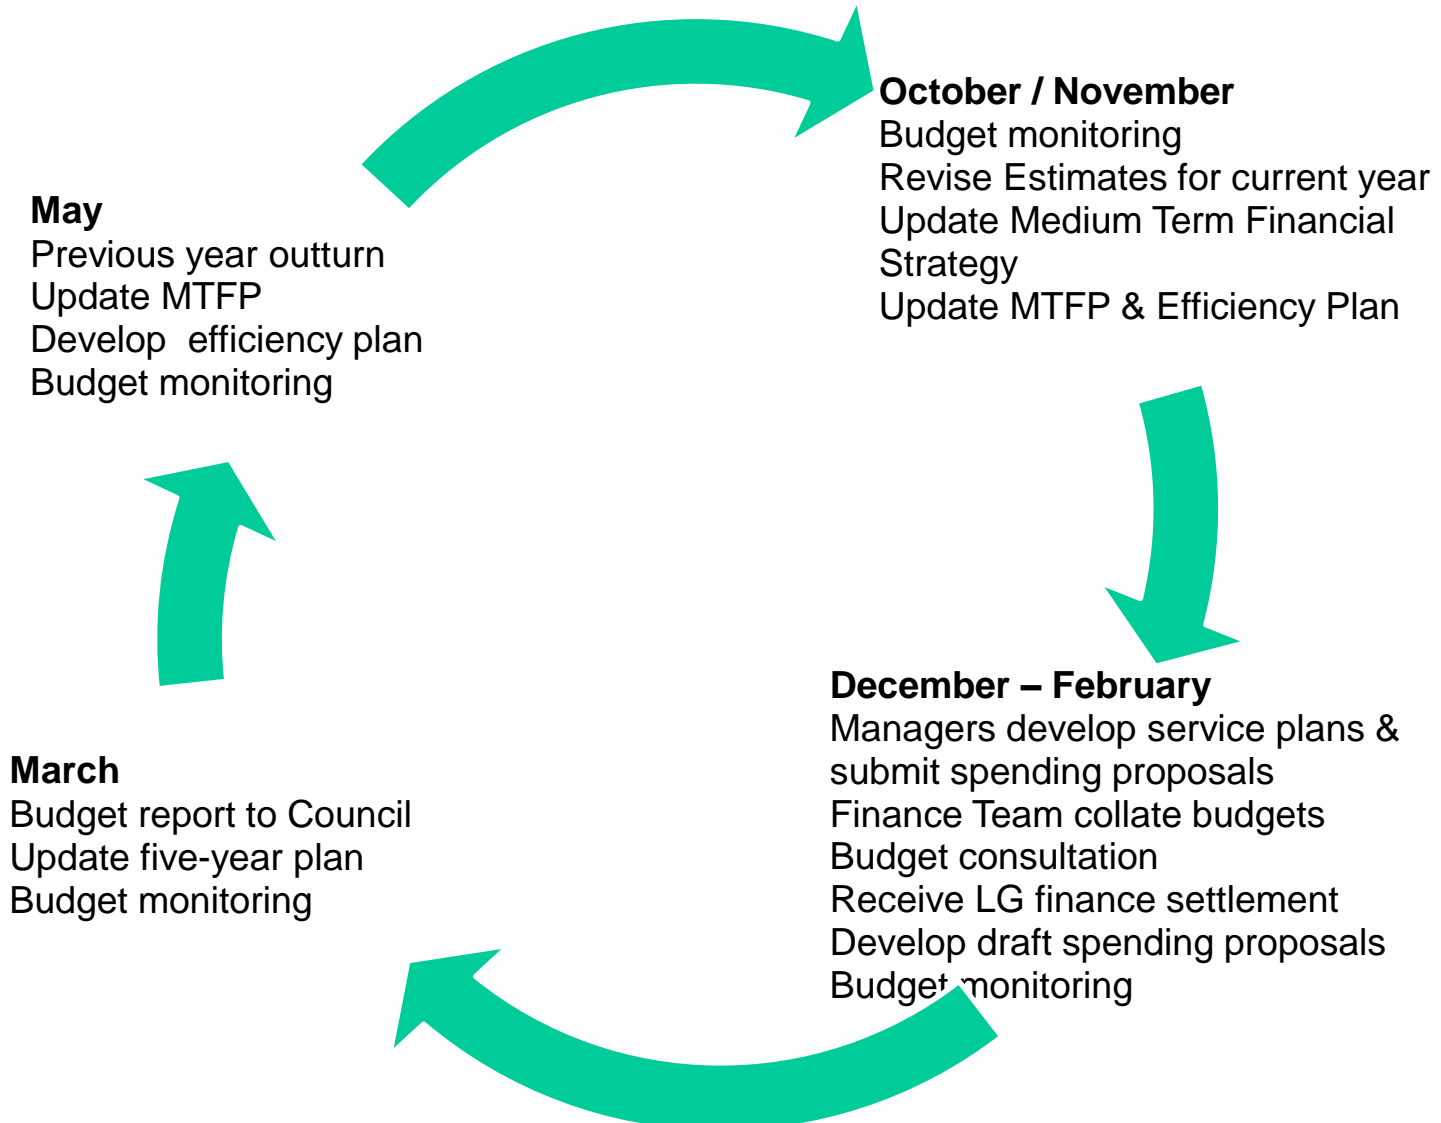 October / November
Budget monitoring
Revise Estimates for current year
Update Medium Term Financial
Strategy
Update MTFP & Efficiency Plan
May
Previous year outturn
Update MTFP
Develop  efficiency plan
Budget monitoring
December – February
Managers develop service plans &
submit spending proposals
Finance Team collate budgets
Budget consultation
Receive LG finance settlement
Develop draft spending proposals
Budget monitoring
March
Budget report to Council
Update five-year plan
Budget monitoring